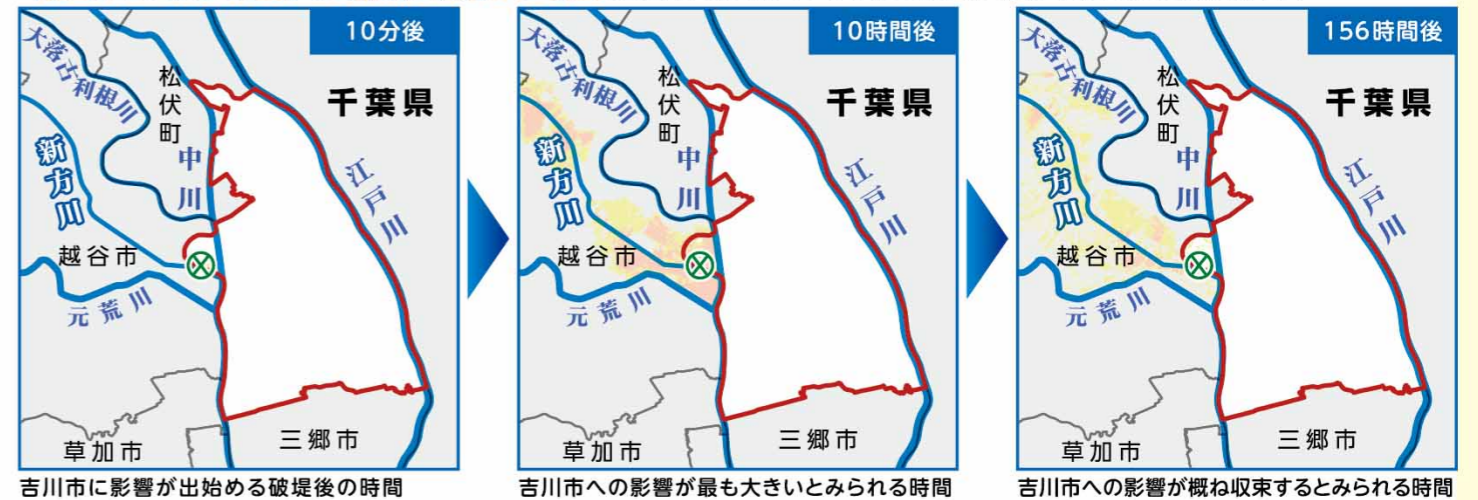 10分後
大落古利根川
松伏町
千葉県
新方川
中川
江戸川
越谷市
元荒川
草加市
三郷市
吉川市に影響が出始める破堤後の時間
10時間後
大落古利根川
松伏町
千葉県
新方川
中川
江戸川
越谷市
元荒川
草加市
三郷市
吉川市への影響が最も大きいとみられる時間
156時間後
大落古利根川
松伏町
千葉県
新方川
中川
江戸川
越谷市
元荒川
草加市
三郷市
吉川市への影響が概ね収束するとみられる時間